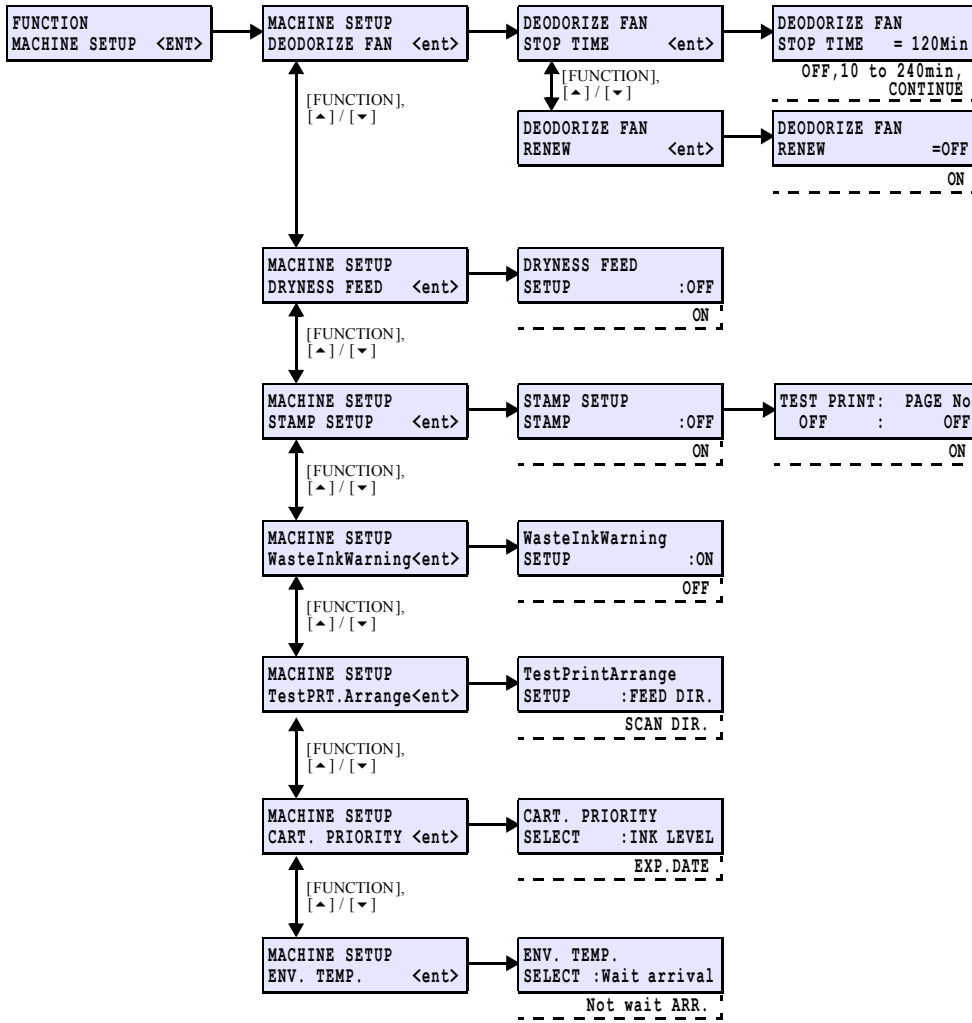 FUNCTION
MACHINE SETUP <ENT>
MACHINE SETUP
DEODORIZE FAN <ent>
DEODORIZE FAN
STOP TIME <ent>
DEODORIZE FAN
STOP TIME = 120Min
OFF,10 to 240min,
CONTINUE
[FUNCTION],
[▲] / [▼]
[FUNCTION],
[▲] / [▼]
DEODORIZE FAN
RENEW <ent>
DEODORIZE FAN
RENEW =OFF
ON
MACHINE SETUP
DRYNESS FEED <ent>
DRYNESS FEED
SETUP :OFF
ON
[FUNCTION],
[▲] / [▼]
MACHINE SETUP
STAMP SETUP <ent>
STAMP SETUP
STAMP :OFF
ON
TEST PRINT: PAGE No
OFF : OFF
ON
[FUNCTION],
[▲] / [▼]
MACHINE SETUP
WasteInkWarning<ent>
WasteInkWarning
SETUP :ON
OFF
[FUNCTION],
[▲] / [▼]
MACHINE SETUP
TestPRT.Arrange<ent>
TestPrintArrange
SETUP :FEED DIR.
SCAN DIR.
[FUNCTION],
[▲] / [▼]
MACHINE SETUP
CART. PRIORITY <ent>
CART. PRIORITY
SELECT :INK LEVEL
EXP.DATE
[FUNCTION],
[▲] / [▼]
MACHINE SETUP
ENV. TEMP. <ent>
ENV. TEMP.
SELECT :Wait arrival
Not wait ARR.